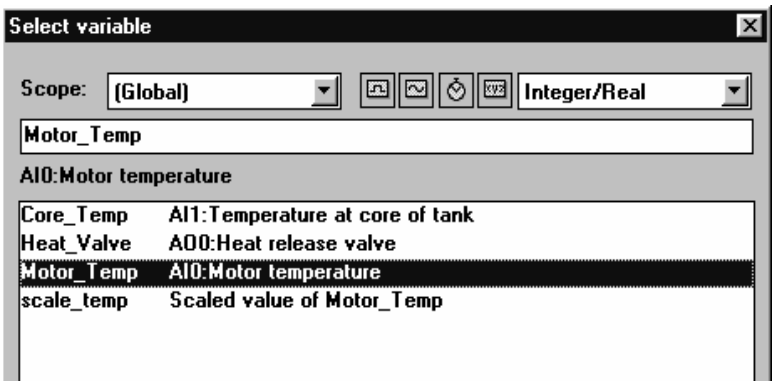 Select variable
Scope: (Global) xyz Integer/Real
Motor_Temp
AI0:Motor temperature
Core_Temp AI1:Temperature at core of tank
Heat_Valve AO0:Heat release valve
Motor_Temp AI0:Motor temperature
scale_temp Scaled value of Motor_Temp